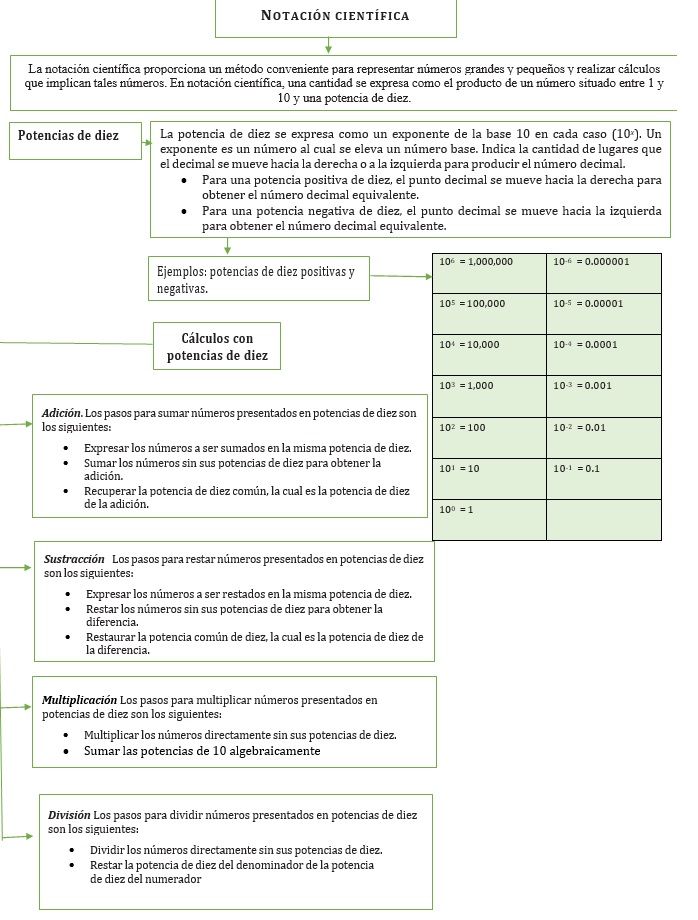 NOTACIÓN CIENTÍFICA
La notación científica proporciona un método conveniente para representar números grandes y pequeños y realizar cálculos
que implican tales números. En notación científica, una cantidad se expresa como el producto de un número situado entre 1 y
10 y una potencia de diez.
Potencias de diez
La potencia de diez se expresa como un exponente de la base 10 en cada caso (10ˣ). Un
exponente es un número al cual se eleva un número base. Indica la cantidad de lugares que
el decimal se mueve hacia la derecha o a la izquierda para producir el número decimal.
• Para una potencia positiva de diez, el punto decimal se mueve hacia la derecha para
obtener el número decimal equivalente.
• Para una potencia negativa de diez, el punto decimal se mueve hacia la izquierda
para obtener el número decimal equivalente.
Ejemplos: potencias de diez positivas y
negativas.
10⁶ = 1,000,000 10⁻⁶ = 0.000001
10⁵ = 100,000 10⁻⁵ = 0.00001
10⁴ = 10,000 10⁻⁴ = 0.0001
10³ = 1,000 10⁻³ = 0.001
10² = 100 10⁻² = 0.01
10¹ = 10 10⁻¹ = 0.1
10⁰ = 1
Cálculos con
potencias de diez
Adición. Los pasos para sumar números presentados en potencias de diez son
los siguientes:
• Expresar los números a ser sumados en la misma potencia de diez.
• Sumar los números sin sus potencias de diez para obtener la
adición.
• Recuperar la potencia de diez común, la cual es la potencia de diez
de la adición.
Sustracción Los pasos para restar números presentados en potencias de diez
son los siguientes:
• Expresar los números a ser restados en la misma potencia de diez.
• Restar los números sin sus potencias de diez para obtener la
diferencia.
• Restaurar la potencia común de diez, la cual es la potencia de diez de
la diferencia.
Multiplicación Los pasos para multiplicar números presentados en
potencias de diez son los siguientes:
• Multiplicar los números directamente sin sus potencias de diez.
• Sumar las potencias de 10 algebraicamente
División Los pasos para dividir números presentados en potencias de diez
son los siguientes:
• Dividir los números directamente sin sus potencias de diez.
• Restar la potencia de diez del denominador de la potencia
de diez del numerador